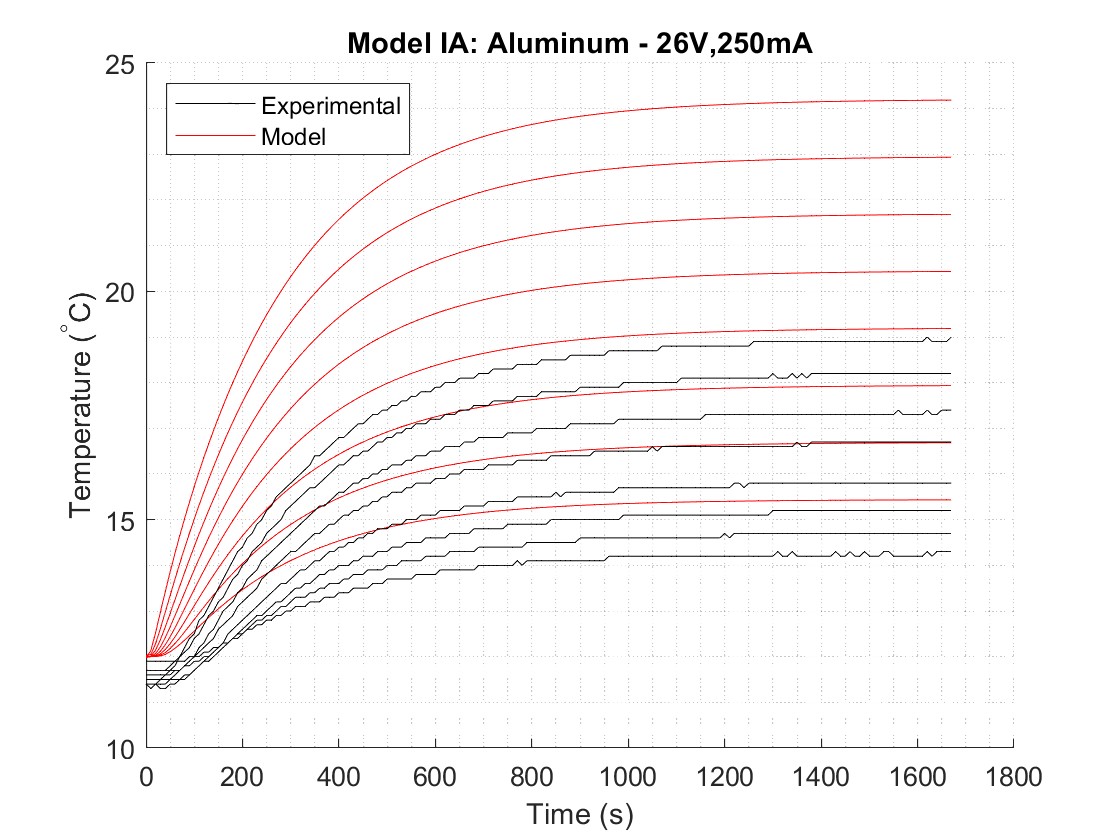 Model IA: Aluminum - 26V,250mA
25
20
15
10
Temperature (°C)
Experimental
Model
0 200 400 600 800 1000 1200 1400 1600 1800
Time (s)